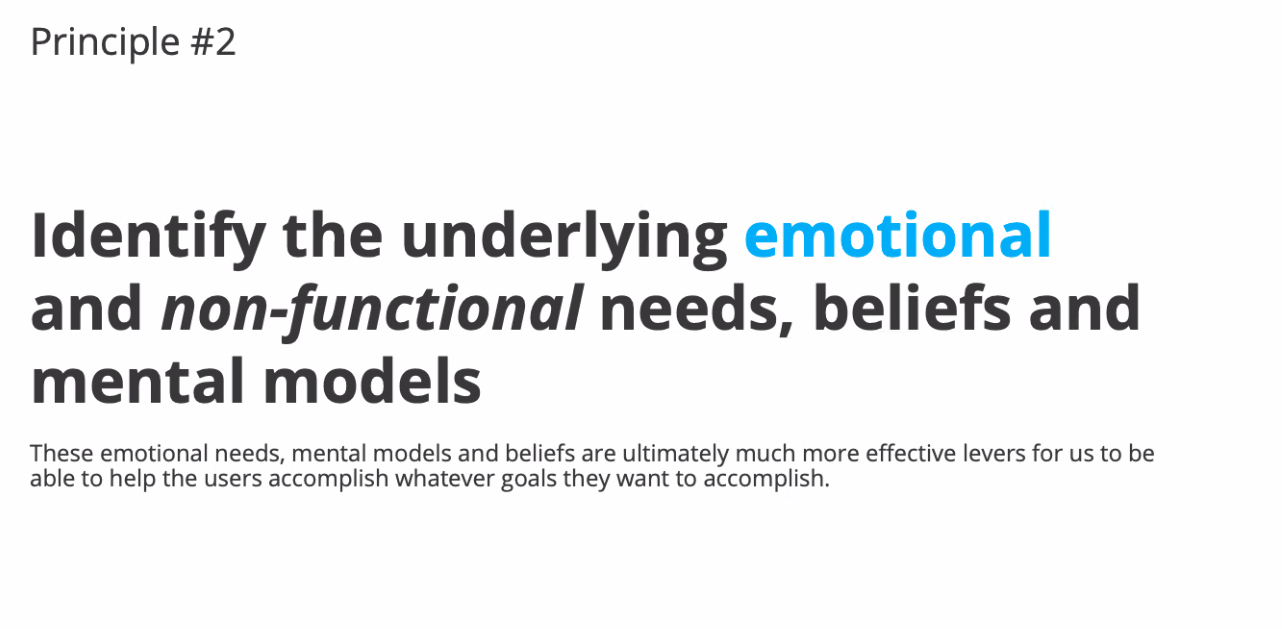 Principle #2
Identify the underlying emotional
and non-functional needs, beliefs and
mental models
These emotional needs, mental models and beliefs are ultimately much more effective levers for us to be
able to help the users accomplish whatever goals they want to accomplish.